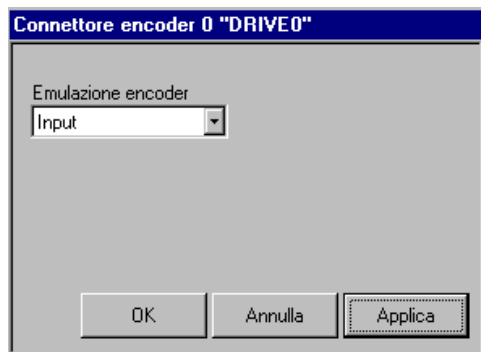 Connettore encoder 0 "DRIVE0"
Emulazione encoder
Input
OK Annulla Applica